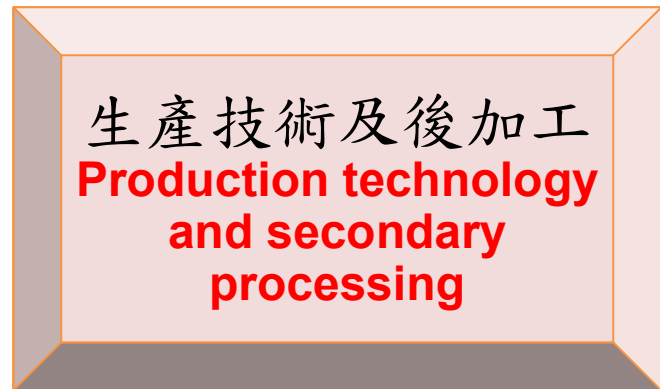 生產技術及後加工
Production technology
and secondary
processing